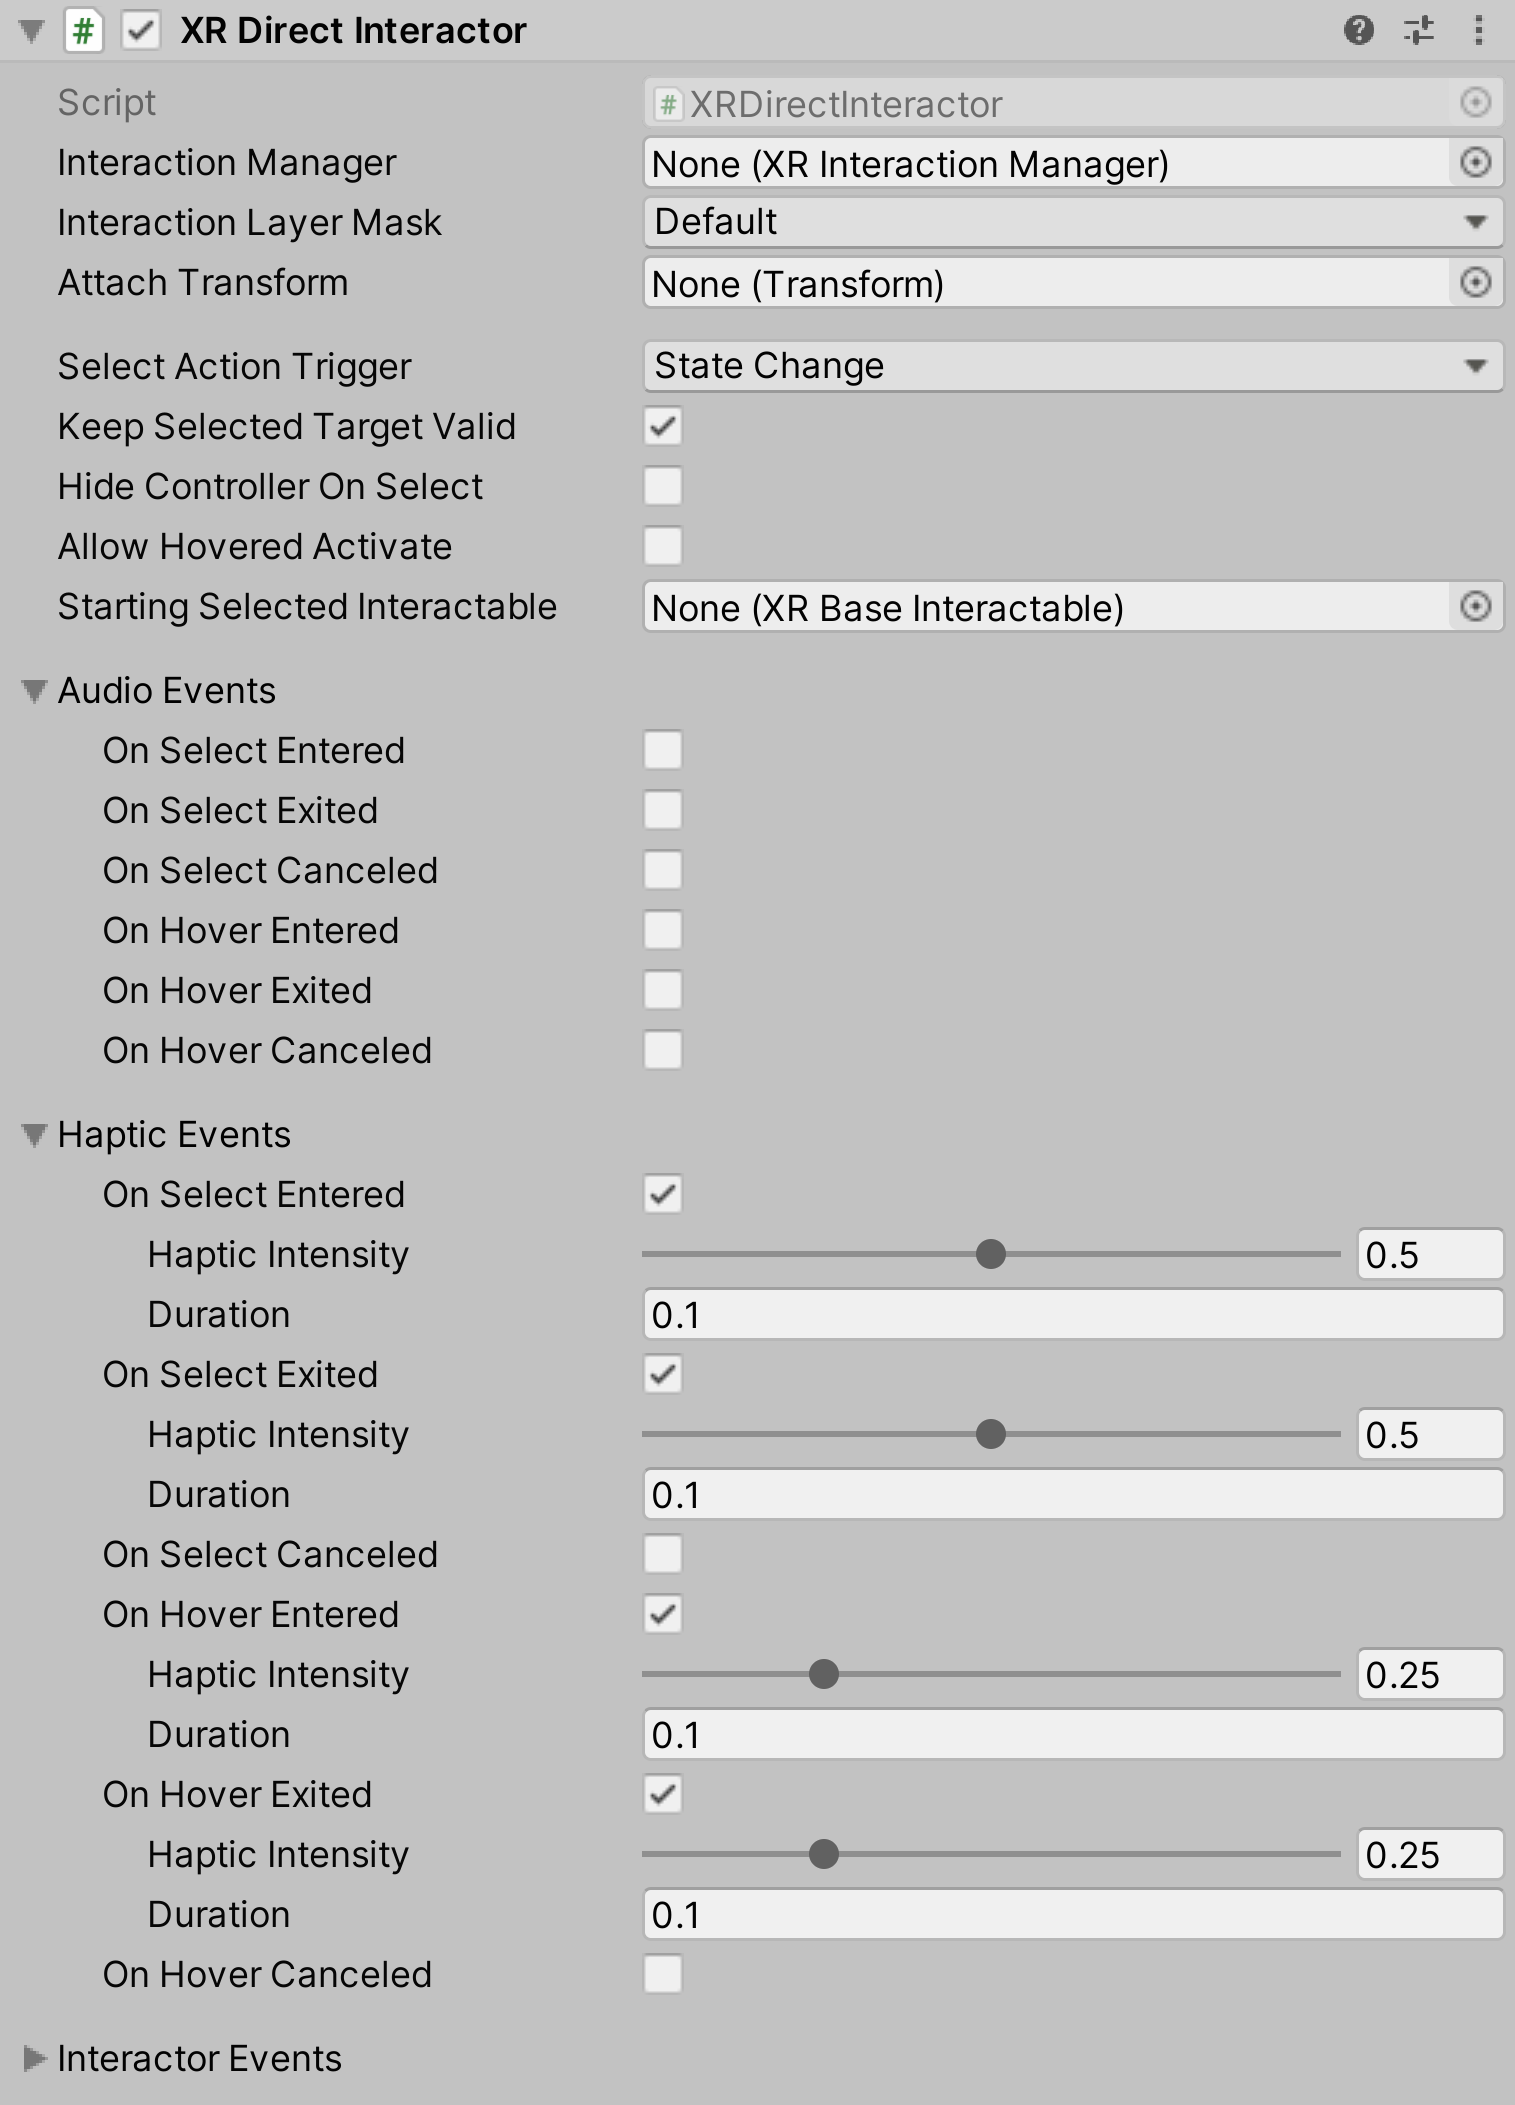 # XR Direct Interactor ?
Script # XRDirectInteractor
Interaction Manager None (XR Interaction Manager)
Interaction Layer Mask Default
Attach Transform None (Transform)
Select Action Trigger State Change
Keep Selected Target Valid
Hide Controller On Select
Allow Hovered Activate
Starting Selected Interactable None (XR Base Interactable)
Audio Events
On Select Entered
On Select Exited
On Select Canceled
On Hover Entered
On Hover Exited
On Hover Canceled
Haptic Events
On Select Entered
Haptic Intensity 0.5
Duration 0.1
On Select Exited
Haptic Intensity 0.5
Duration 0.1
On Select Canceled
On Hover Entered
Haptic Intensity 0.25
Duration 0.1
On Hover Exited
Haptic Intensity 0.25
Duration 0.1
On Hover Canceled
Interactor Events